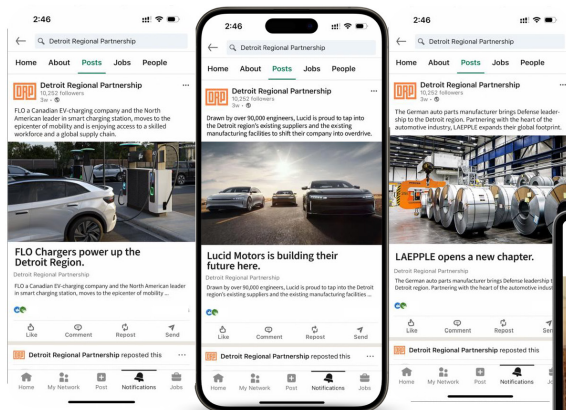 2:46
Detroit Regional Partnership
Home About Posts Jobs People
DRP
Detroit Regional Partnership
10,252 followers
3w •
FLO a Canadian EV-charging company and the North
American leader in smart charging station, moves to the
epicenter of mobility and is enjoying access to a skilled
workforce and a global supply chain.
FLO Chargers power up the
Detroit Region.
Detroit Regional Partnership
FLO a Canadian EV-charging company and the North American leader
in smart charging station, moves to the epicenter of mobility ...
Like Comment Repost Send
DRP Detroit Regional Partnership reposted this
Home My Network Post Notifications Jobs
2:46
Detroit Regional Partnership
Home About Posts Jobs People
DRP
Detroit Regional Partnership
10,252 followers
3w •
Drawn by over 90,000 engineers, Lucid is proud to tap into
the Detroit region's existing suppliers and the existing
manufacturing facilities to shift their company into overdrive.
Lucid Motors is building their
future here.
Detroit Regional Partnership
Drawn by over 90,000 engineers, Lucid is proud to tap into the Detroit
region's existing suppliers and the existing manufacturing facilities ...
Like Comment Repost Send
DRP Detroit Regional Partnership reposted this
Home My Network Post Notifications Jobs
2:46
Detroit Regional Partnership
Home About Posts Jobs People
DRP
Detroit Regional Partnership
10,252 followers
3w •
The German auto parts manufacturer brings Defense leader-
ship to the Detroit region. Partnering with the heart of the
automotive industry, LAEPPLE expands their global footprint.
LAEPPLE opens a new chapter.
Detroit Regional Partnership
The German auto parts manufacturer brings Defense leadership t
Detroit region. Partnering with the heart of the automotive indus
Like Comment Repost Sen
DRP Detroit Regional Partnership reposted this
Home My Network Post Notifications Jo